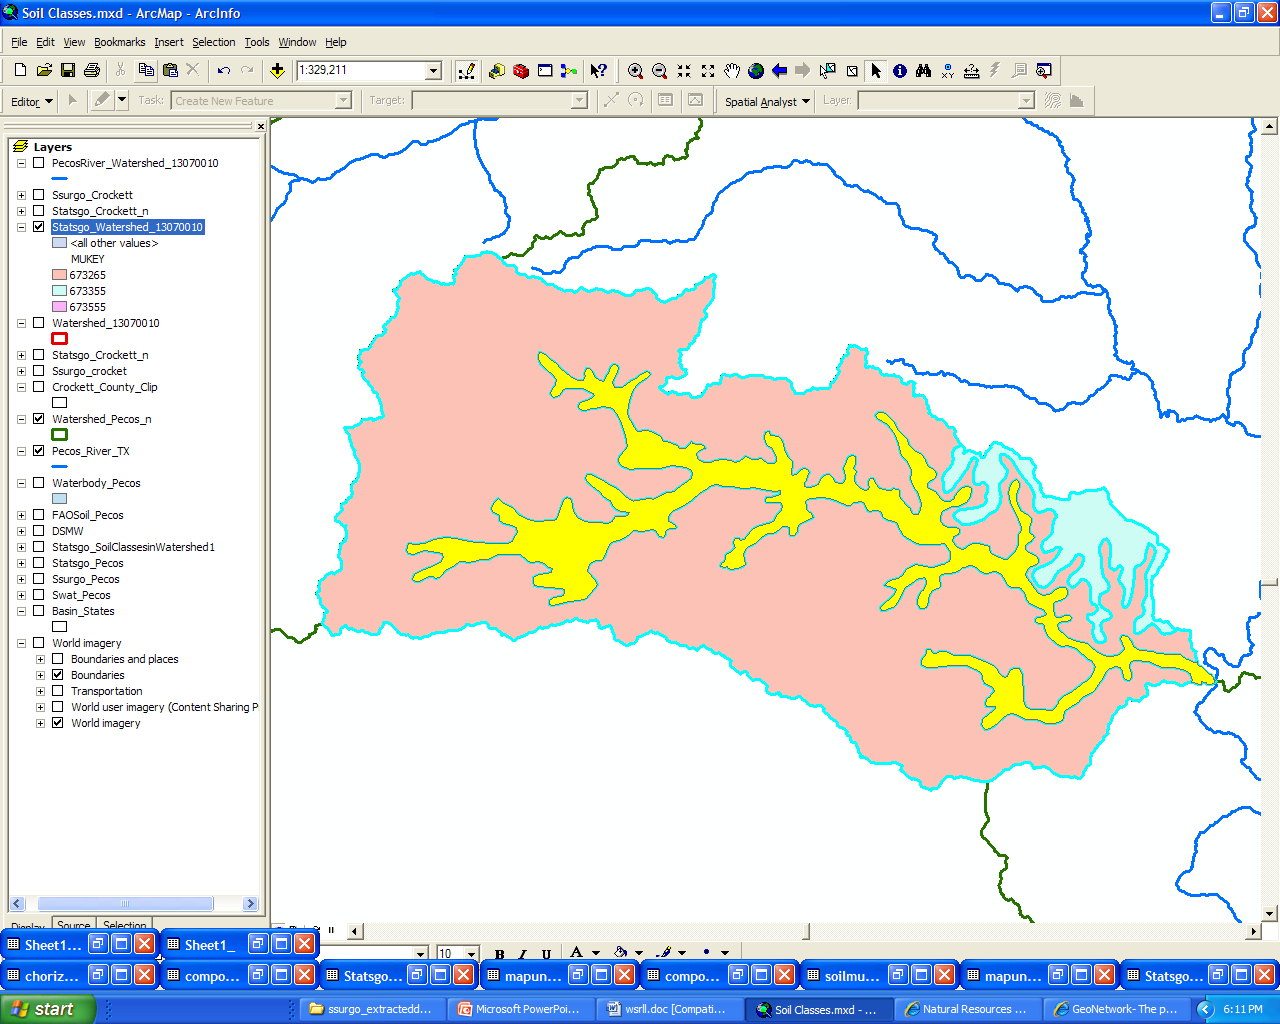 Soil Classes.mxd - ArcMap - ArcInfo
File Edit View Bookmarks Insert Selection Tools Window Help
1:329,211
Editor Task: Create New Feature Target: Spatial Analyst Layer:
Layers
PecosRiver_Watershed_13070010
Ssurgo_Crockett
Statsgo_Crockett_n
Statsgo_Watershed_13070010
<all other values>
MUKEY
673265
673355
673555
Watershed_13070010
Statsgo_Crockett_n
Ssurgo_crocket
Crockett_County_Clip
Watershed_Pecos_n
Pecos_River_TX
Waterbody_Pecos
FAOSoil_Pecos
DSMW
Statsgo_SoilClassesinWatershed1
Statsgo_Pecos
Ssurgo_Pecos
Swat_Pecos
Basin_States
World imagery
Boundaries and places
Boundaries
Transportation
World user imagery (Content Sharing P
World imagery
Display Source Selection
10 B I U A
Sheet1... Sheet1_
choriz... compo... Statsgo... mapun... compo... soilmu... mapun... Statsgo...
start ssurgo_extractedd... Microsoft PowerPoi... wsrll.doc [Compati... Soil Classes.mxd - ... Natural Resources ... GeoNetwork- The p... 6:11 PM